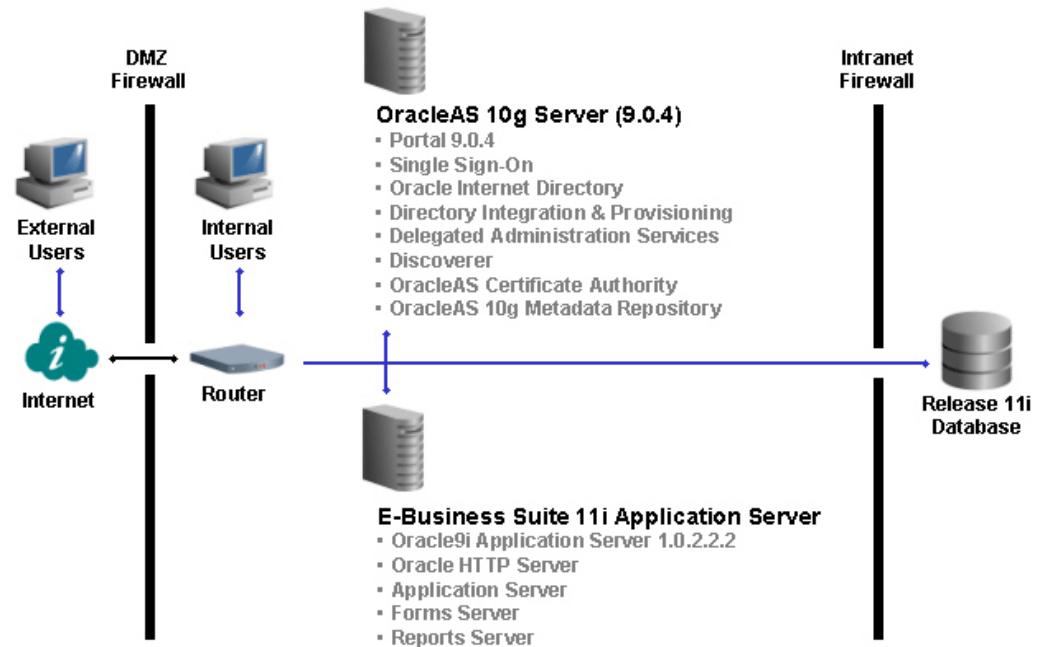 DMZ
Firewall
Intranet
Firewall
OracleAS 10g Server (9.0.4)
▪ Portal 9.0.4
▪ Single Sign-On
▪ Oracle Internet Directory
▪ Directory Integration & Provisioning
▪ Delegated Administration Services
▪ Discoverer
▪ OracleAS Certificate Authority
▪ OracleAS 10g Metadata Repository
External
Users
Internal
Users
i
Internet
Router
Release 11i
Database
E-Business Suite 11i Application Server
▪ Oracle9i Application Server 1.0.2.2.2
▪ Oracle HTTP Server
▪ Application Server
▪ Forms Server
▪ Reports Server